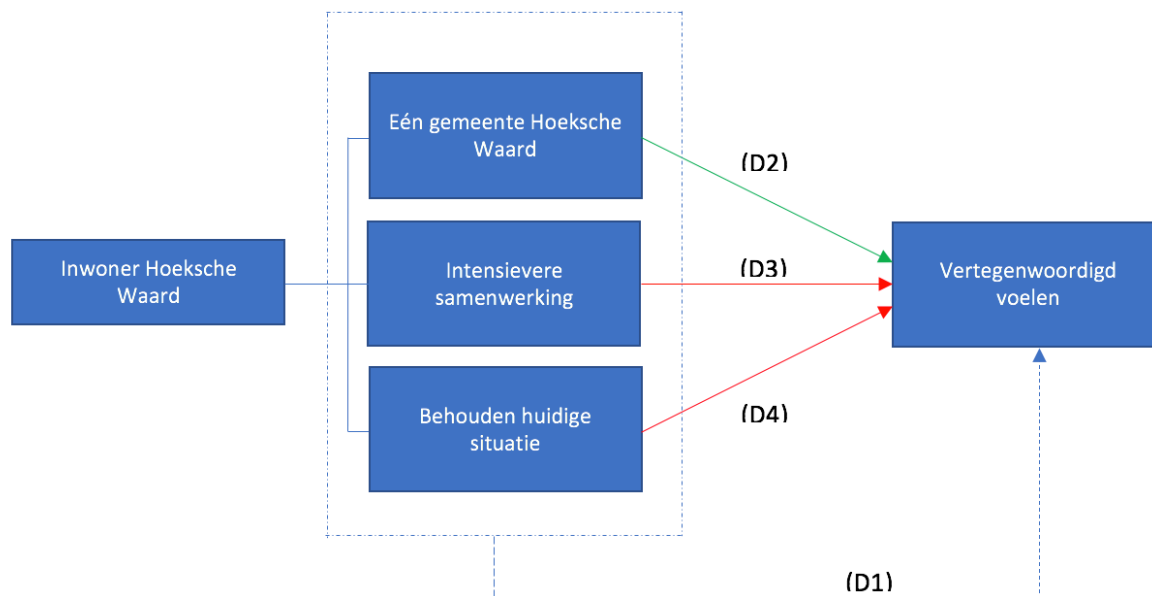 Eén gemeente Hoeksche
Waard
(D2)
Inwoner Hoeksche
Waard
Intensievere
samenwerking
(D3)
Vertegenwoordigd
voelen
Behouden huidige
situatie
(D4)
(D1)